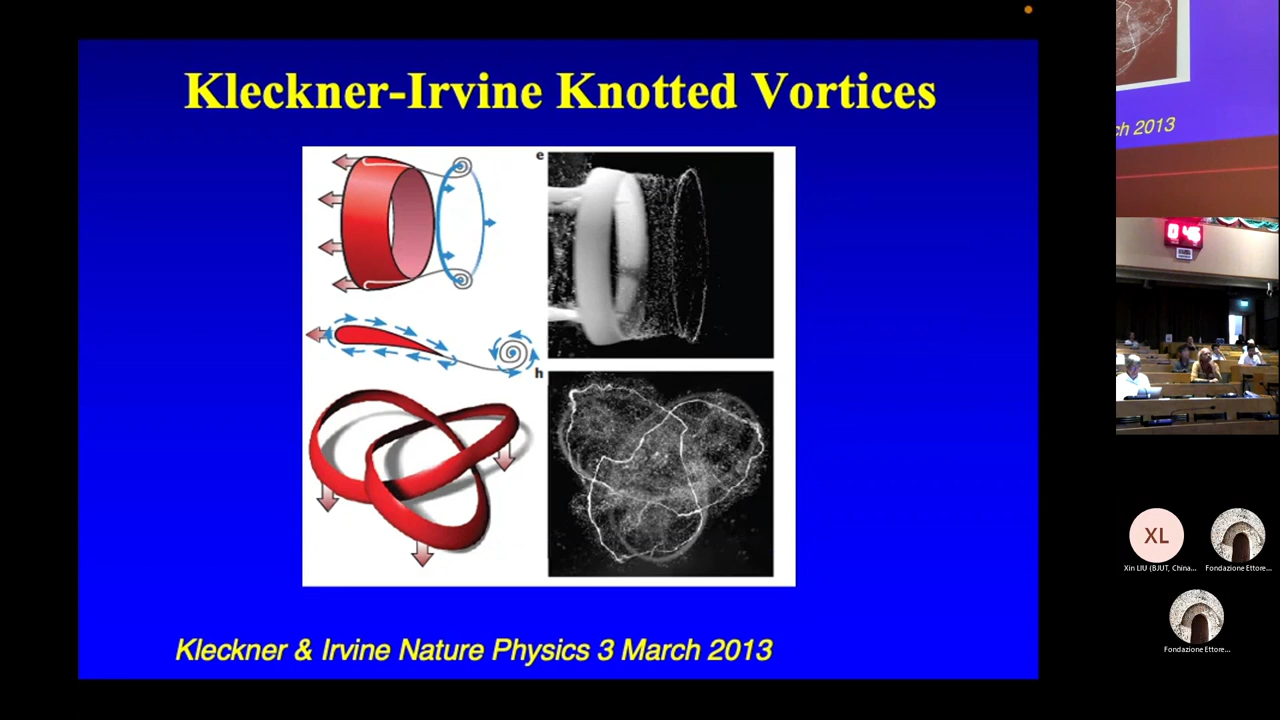 Kleckner-Irvine Knotted Vortices
e
h
Kleckner & Irvine Nature Physics 3 March 2013
ch 2013
XL
Xin LIU (BJUT, China...
Fondazione Ettore...
Fondazione Ettore...